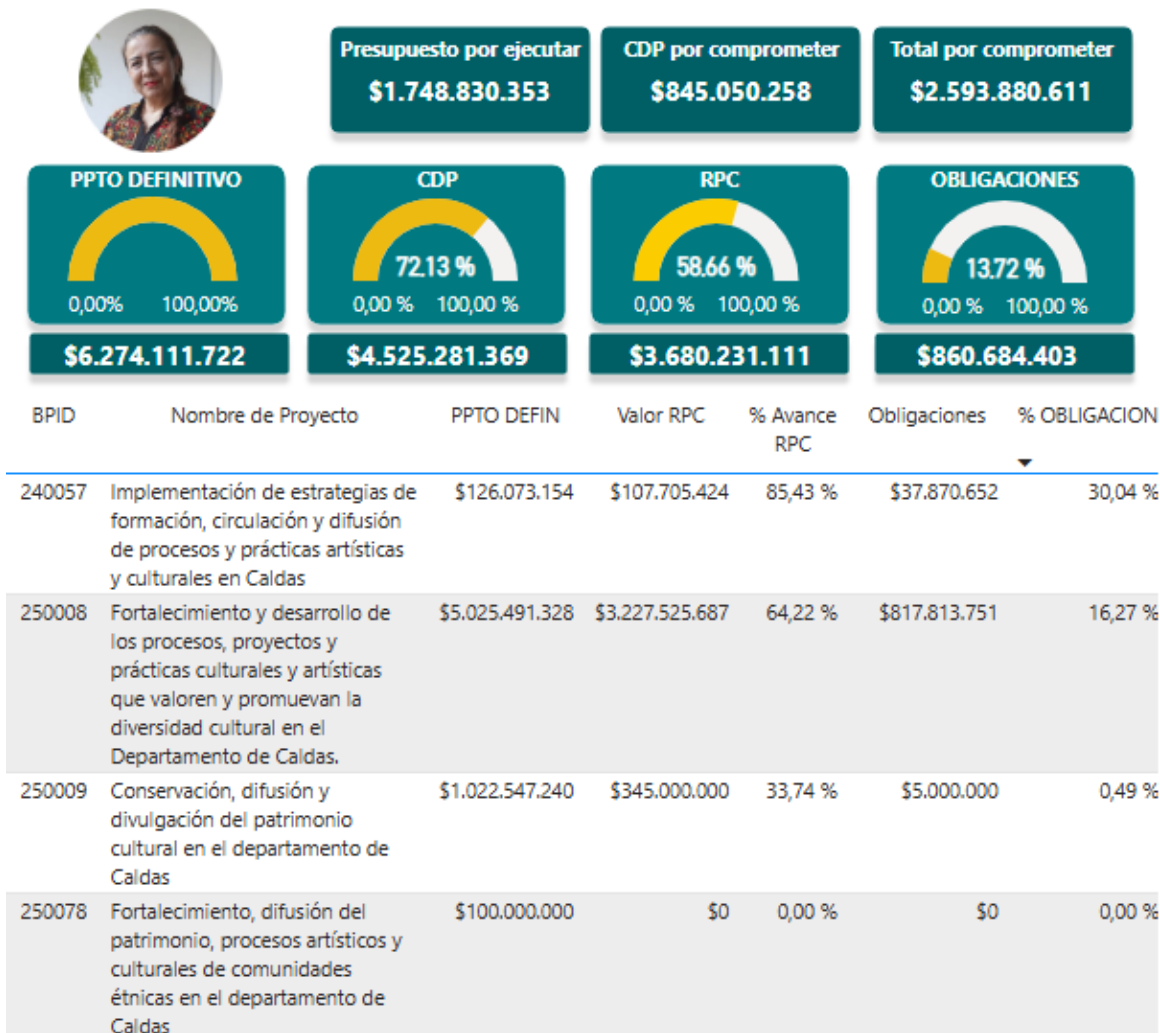 Presupuesto por ejecutar
$1.748.830.353
CDP por comprometer
$845.050.258
Total por comprometer
$2.593.880.611
PPTO DEFINITIVO
0,00% 100,00%
$6.274.111.722
CDP
72.13 %
0,00 % 100,00 %
$4.525.281.369
RPC
58.66 %
0,00 % 100,00 %
$3.680.231.111
OBLIGACIONES
13.72 %
0,00 % 100,00 %
$860.684.403
BPID Nombre de Proyecto PPTO DEFIN Valor RPC % Avance Obligaciones % OBLIGACION
RPC
240057 Implementación de estrategias de $126.073.154 $107.705.424 85,43 % $37.870.652 30,04 %
formación, circulación y difusión
de procesos y prácticas artísticas
y culturales en Caldas
250008 Fortalecimiento y desarrollo de $5.025.491.328 $3.227.525.687 64,22 % $817.813.751 16,27 %
los procesos, proyectos y
prácticas culturales y artísticas
que valoren y promuevan la
diversidad cultural en el
Departamento de Caldas.
250009 Conservación, difusión y $1.022.547.240 $345.000.000 33,74 % $5.000.000 0,49 %
divulgación del patrimonio
cultural en el departamento de
Caldas
250078 Fortalecimiento, difusión del $100.000.000 $0 0,00 % $0 0,00 %
patrimonio, procesos artísticos y
culturales de comunidades
étnicas en el departamento de
Caldas